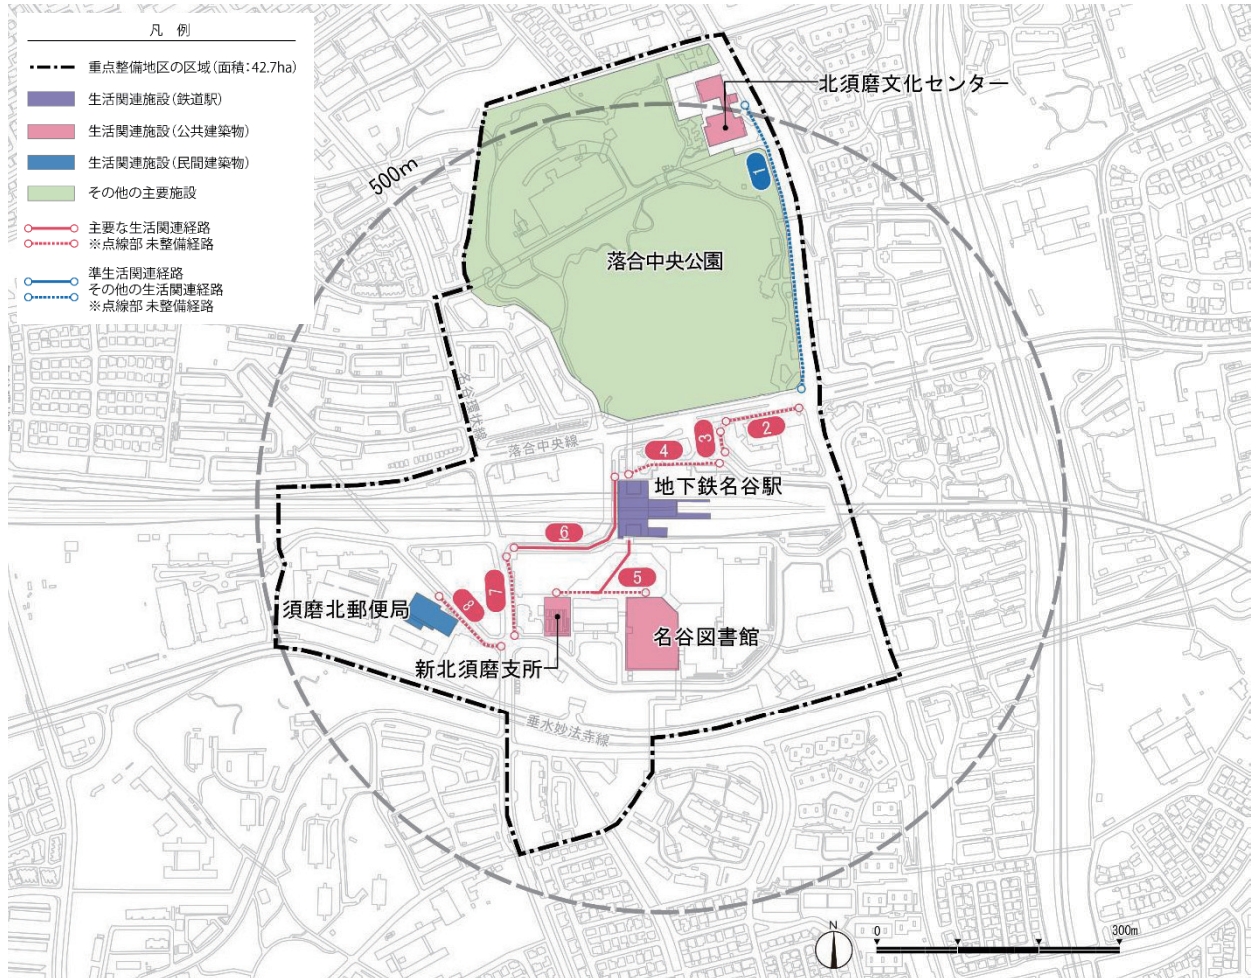 凡 例
重点整備地区の区域(面積:42.7ha)
生活関連施設(鉄道駅)
生活関連施設(公共建築物)
生活関連施設(民間建築物)
その他の主要施設
主要な生活関連経路
※点線部 未整備経路
準生活関連経路
その他の生活関連経路
※点線部 未整備経路
北須磨文化センター
500m
1
落合中央公園
名谷環状線
落合中央線
2
3
4
地下鉄名谷駅
6
5
7
8
須磨北郵便局
名谷図書館
新北須磨支所
垂水妙法寺線
N
0
300m